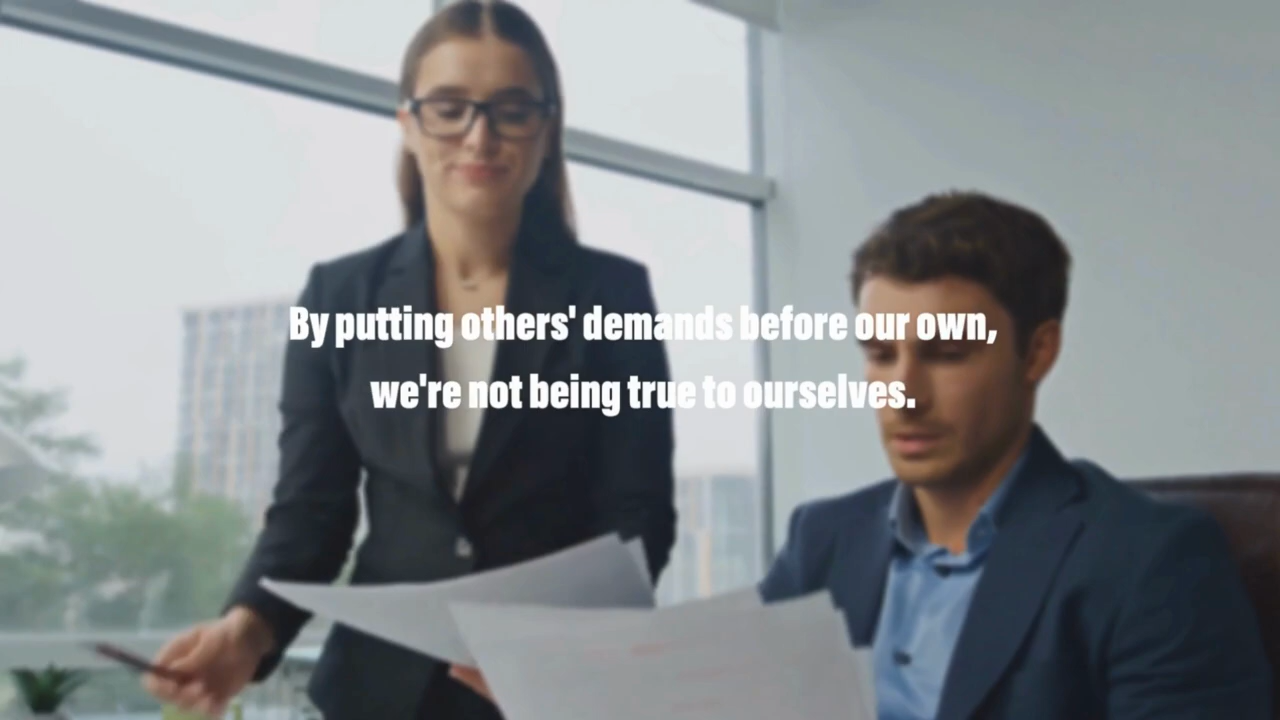 By putting others' demands before our own,
we're not being true to ourselves.